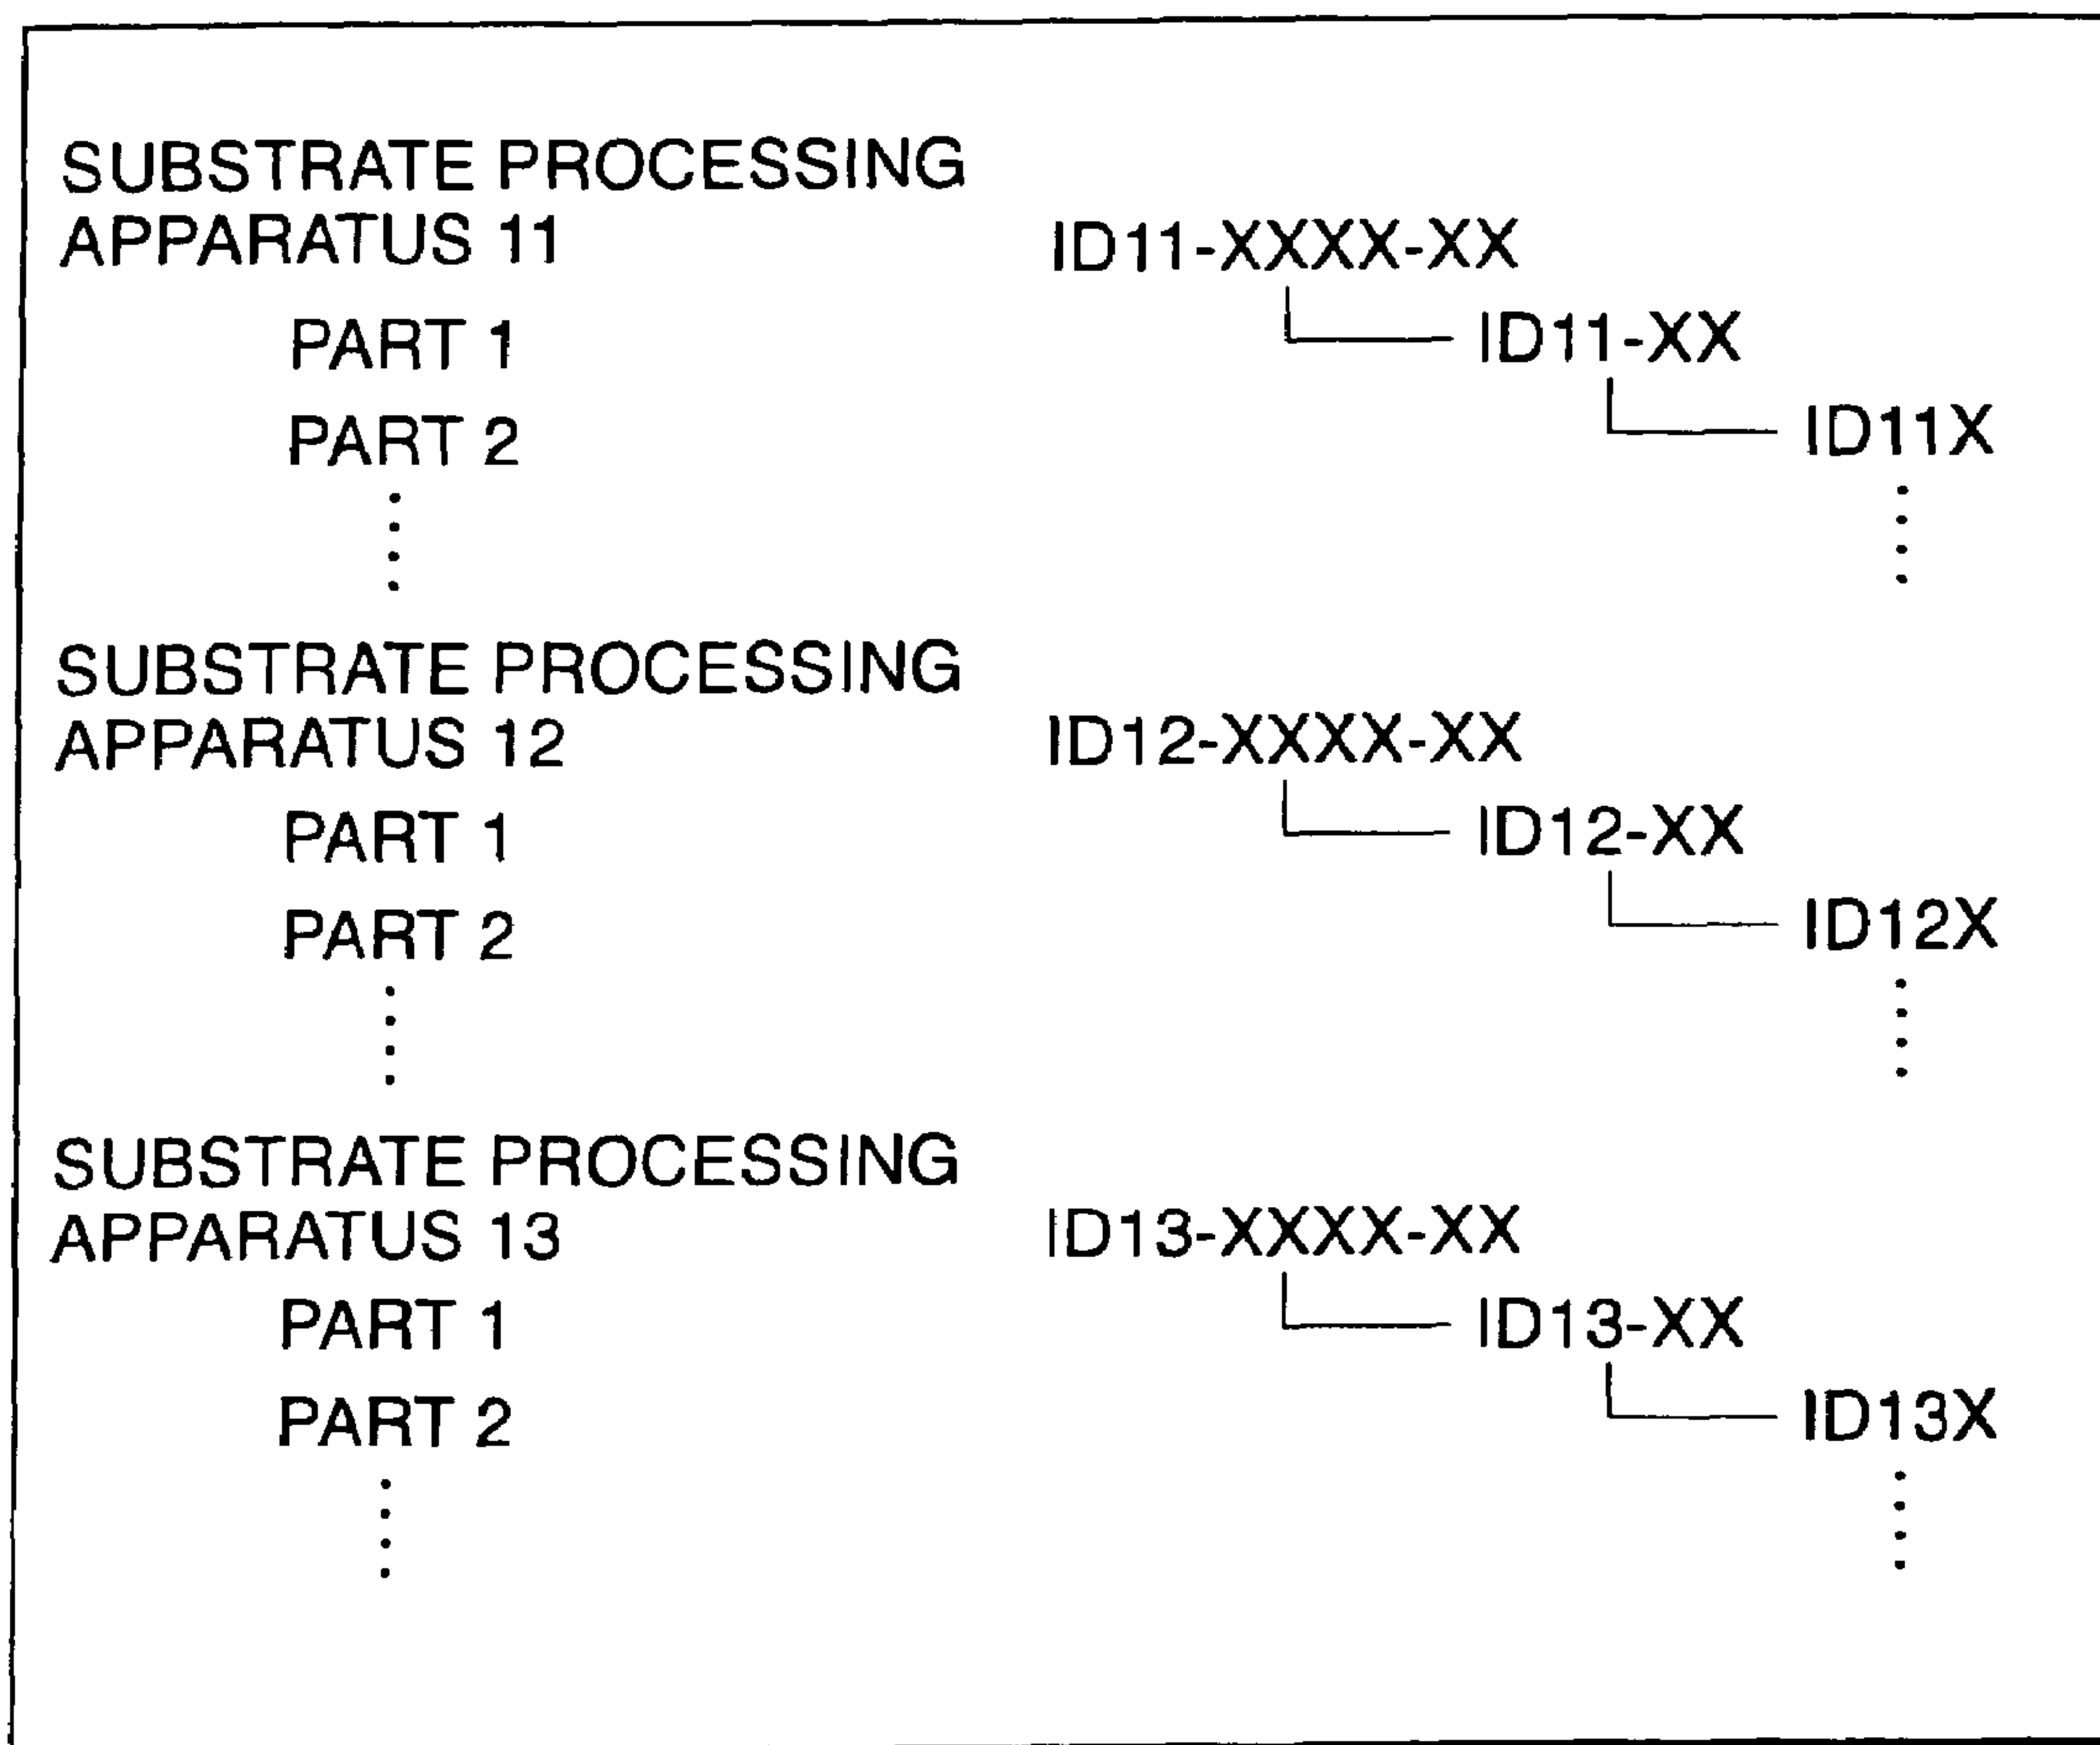 SUBSTRATE PROCESSING
APPARATUS 11 ID11-XXXX-XX
PART 1 ID11-XX
PART 2 ID11X
SUBSTRATE PROCESSING
APPARATUS 12 ID12-XXXX-XX
PART 1 ID12-XX
PART 2 ID12X
SUBSTRATE PROCESSING
APPARATUS 13 ID13-XXXX-XX
PART 1 ID13-XX
PART 2 ID13X